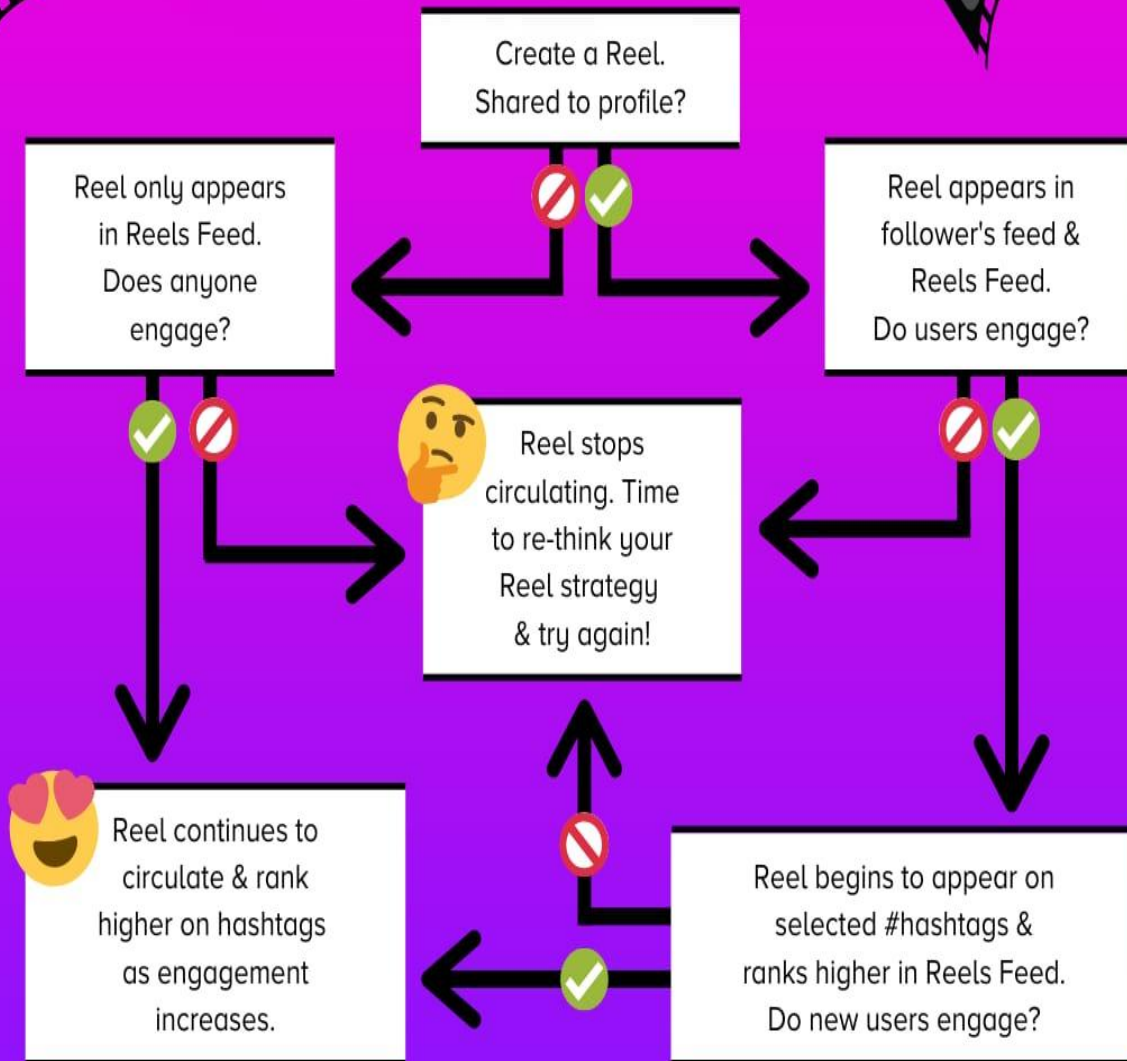 Create a Reel.
Shared to profile?
Reel only appears
in Reels Feed.
Does anyone
engage?
Reel appears in
follower's feed &
Reels Feed.
Do users engage?
Reel stops
circulating. Time
to re-think your
Reel strategy
& try again!
Reel continues to
circulate & rank
higher on hashtags
as engagement
increases.
Reel begins to appear on
selected #hashtags &
ranks higher in Reels Feed.
Do new users engage?